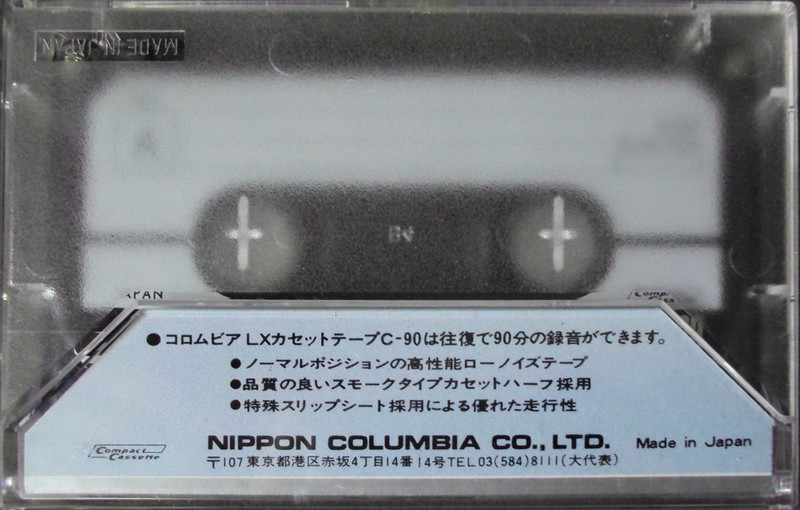 MADE IN JAPAN
A
90
APAN
● コロムビア LXカセットテープC-90は往復で90分の録音ができます。
● ノーマルポジションの高性能ローノイズテープ
● 品質の良いスモークタイプカセットハーフ採用
● 特殊スリップシート採用による優れた走行性
Compact Cassette
NIPPON COLUMBIA CO., LTD. Made in Japan
〒107 東京都港区赤坂4丁目14番14号TEL03(584)8111(大代表)